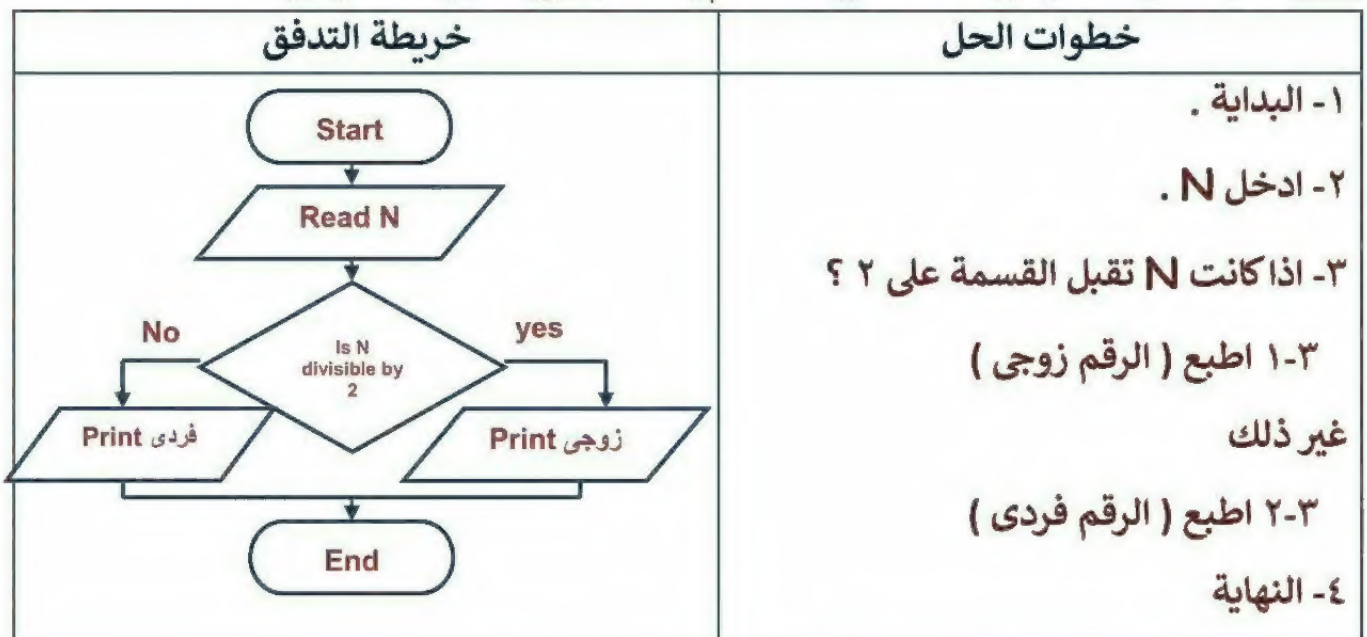 خطوات الحل
١- البداية .
٢- ادخل N .
٣- اذا كانت N تقبل القسمة على ٢ ؟
٣-١ اطبع ( الرقم زوجى )
غير ذلك
٣-٢ اطبع ( الرقم فردى )
٤- النهاية
خريطة التدفق
Start
Read N
Is N
divisible by
2
No
yes
Print فردى
Print زوجى
End